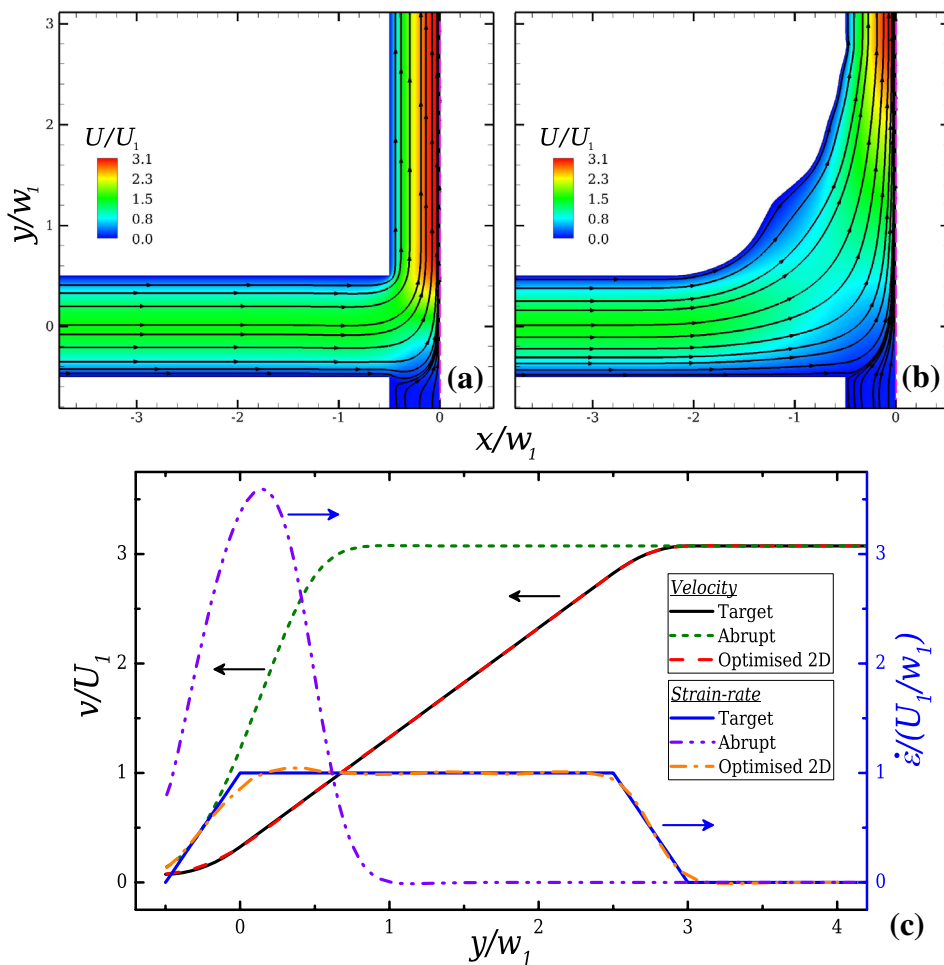 3
2
1
0
y/w₁
U/U₁
3.1
2.3
1.5
0.8
0.0
(a)
-3
-2
-1
0
3
2
1
0
U/U₁
3.1
2.3
1.5
0.8
0.0
(b)
-3
-2
-1
0
x/w₁
3
2
1
0
v/U₁
Velocity
Target
Abrupt
Optimised 2D
Strain-rate
Target
Abrupt
Optimised 2D
3
2
1
0
ε̇/(U₁/w₁)
0
1
2
3
4
y/w₁
(c)